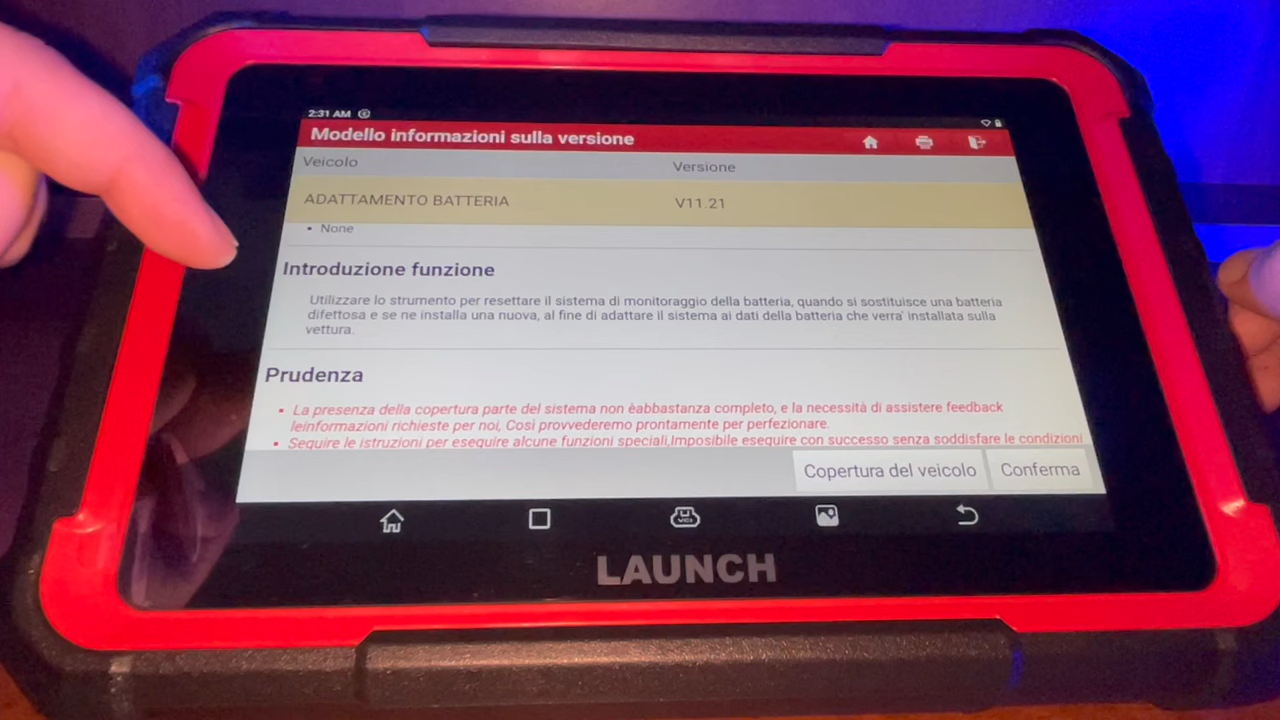 2:31 AM
Modello informazioni sulla versione
Veicolo Versione
ADATTAMENTO BATTERIA V11.21
• None
Introduzione funzione
Utilizzare lo strumento per resettare il sistema di monitoraggio della batteria, quando si sostituisce una batteria
difettosa e se ne installa una nuova, al fine di adattare il sistema ai dati della batteria che verra' installata sulla
vettura.
Prudenza
• La presenza della copertura parte del sistema non èabbastanza completo, e la necessità di assistere feedback
leinformazioni richieste per noi, Così provvederemo prontamente per perfezionare.
• Seguire le istruzioni per eseguire alcune funzioni speciali,Imposibile eseguire con successo senza soddisfare le condizioni
Copertura del veicolo Conferma
VCI
LAUNCH